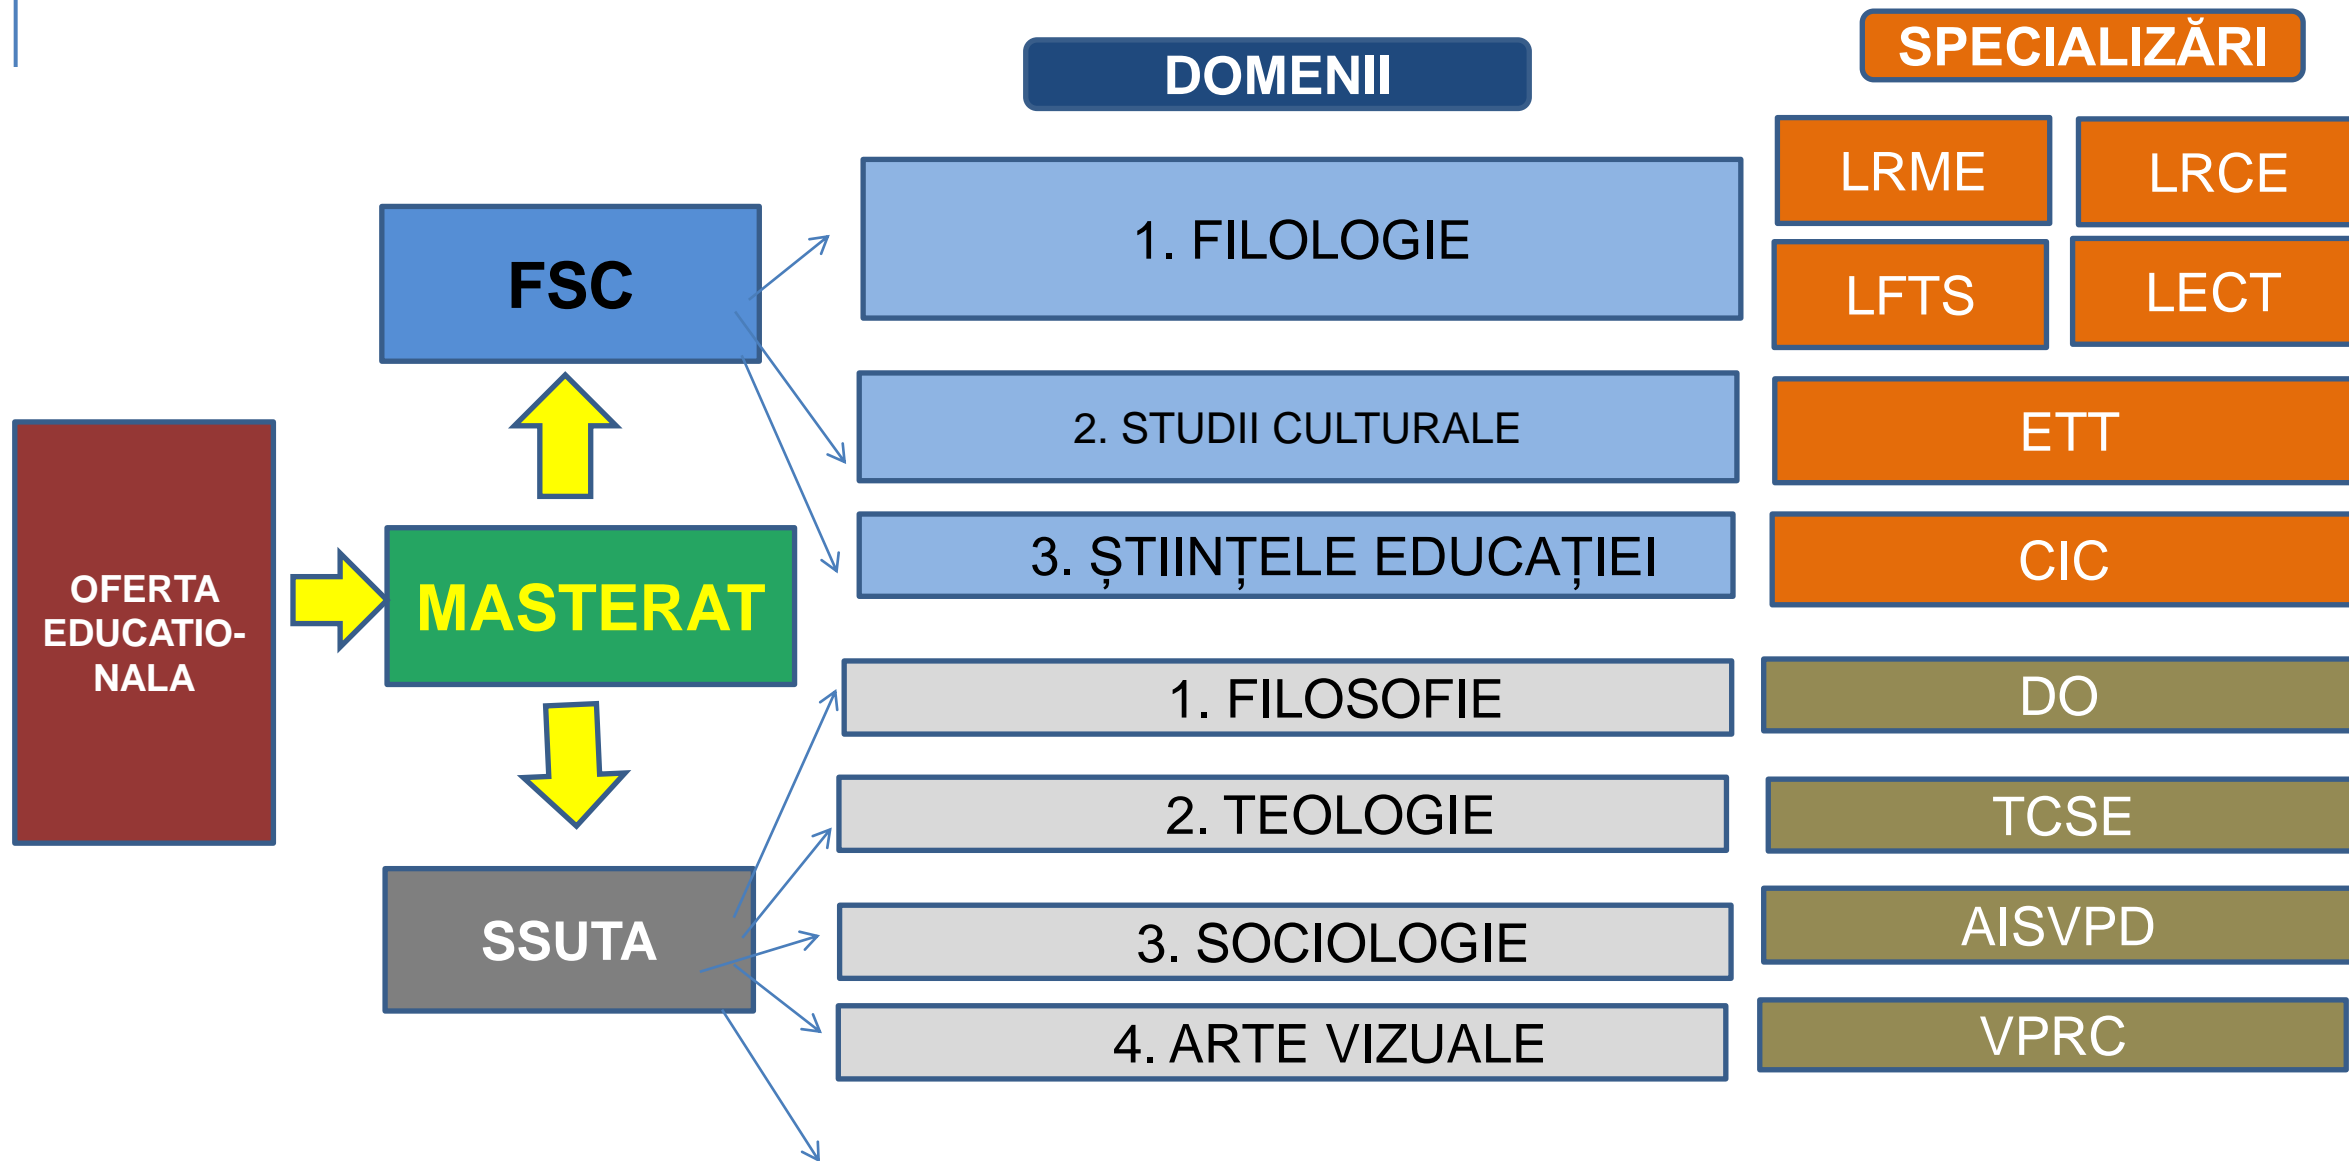 DOMENII
SPECIALIZĂRI
FSC
1. FILOLOGIE
LRME
LRCE
LFTS
LECT
2. STUDII CULTURALE
ETT
3. ȘTIINȚELE EDUCAȚIEI
CIC
OFERTA
EDUCATIO-
NALA
MASTERAT
1. FILOSOFIE
DO
2. TEOLOGIE
TCSE
SSUTA
3. SOCIOLOGIE
AISVPD
4. ARTE VIZUALE
VPRC